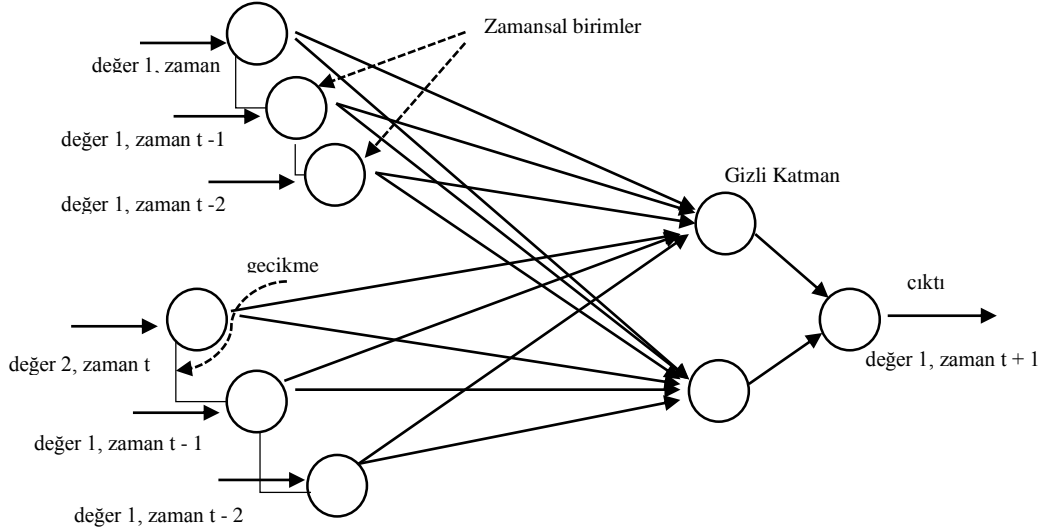 Zamansal birimler
değer 1, zaman
değer 1, zaman t -1
değer 1, zaman t -2
Gizli Katman
gecikme
çıktı
değer 2, zaman t
değer 1, zaman t + 1
değer 1, zaman t - 1
değer 1, zaman t - 2